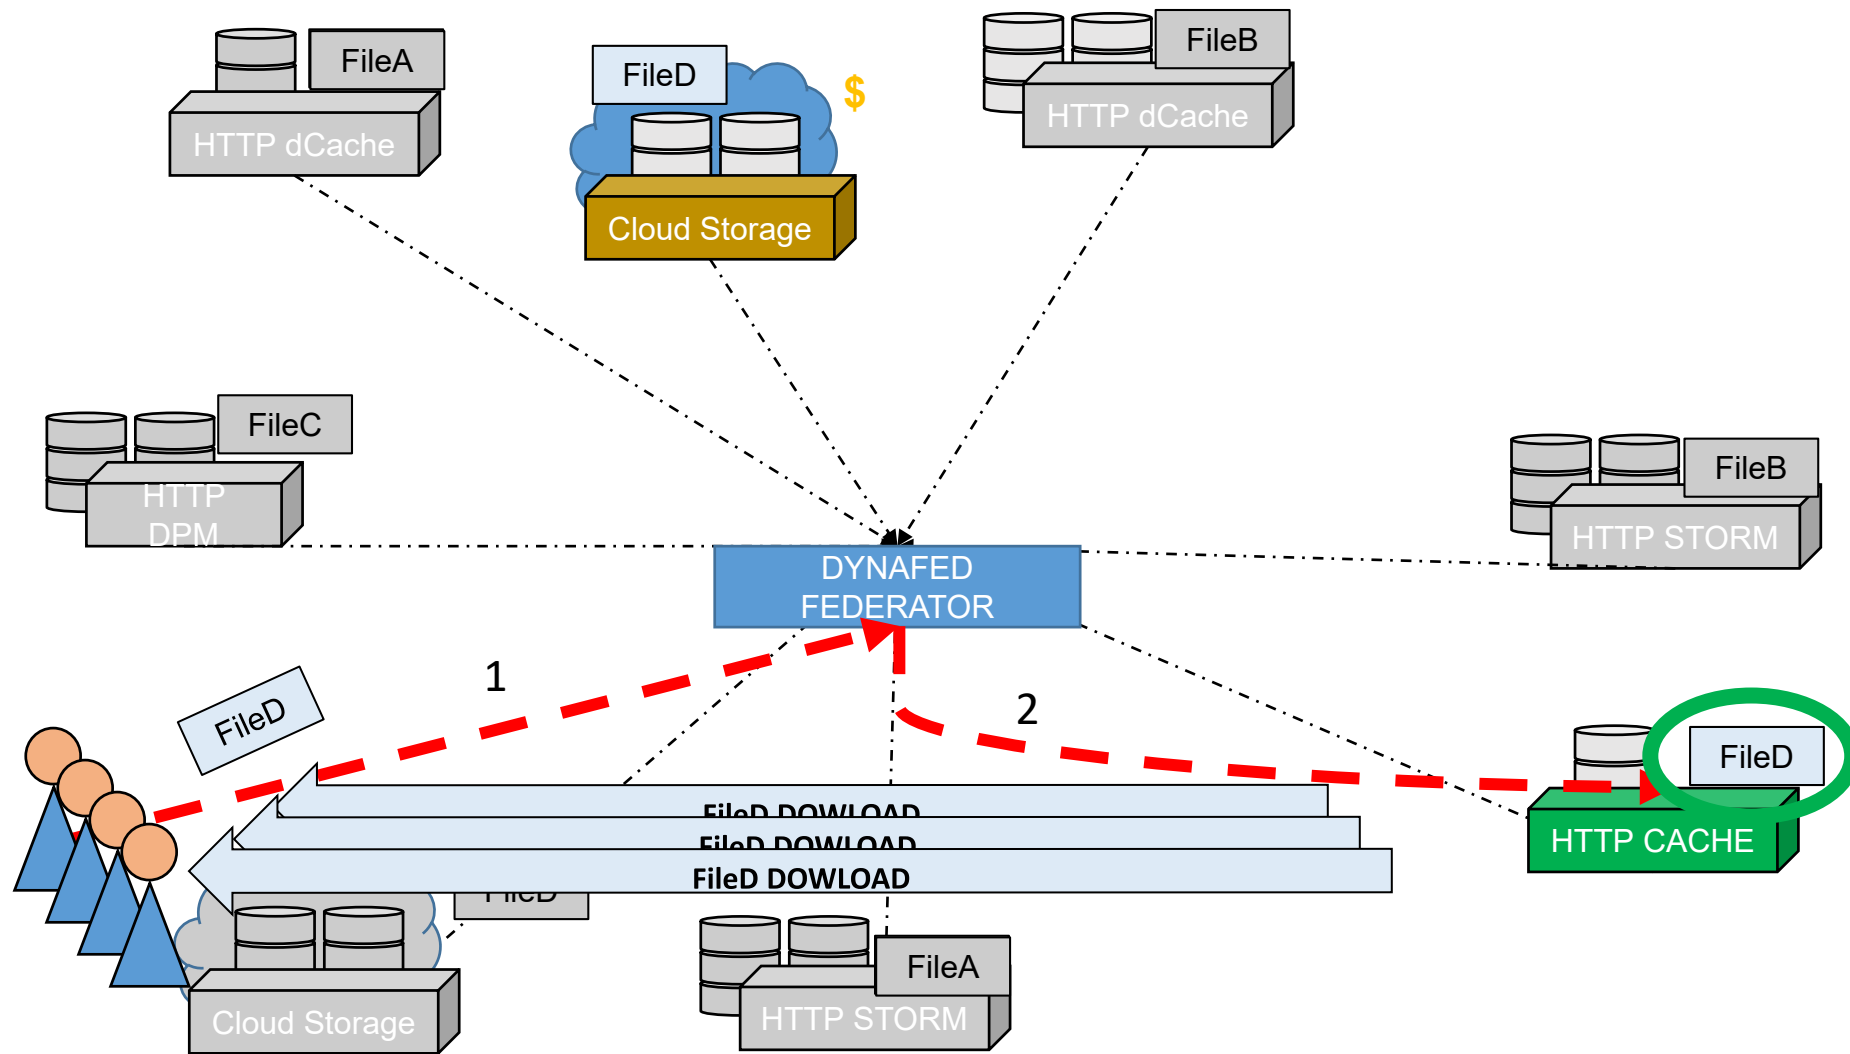 FileA
HTTP dCache
FileD
$
Cloud Storage
FileB
HTTP dCache
FileC
HTTP
DPM
FileB
HTTP STORM
DYNAFED
FEDERATOR
1
2
FileD
FileD
HTTP CACHE
FileD DOWLOAD
FileD DOWLOAD
FileD DOWLOAD
FileD
Cloud Storage
FileA
HTTP STORM